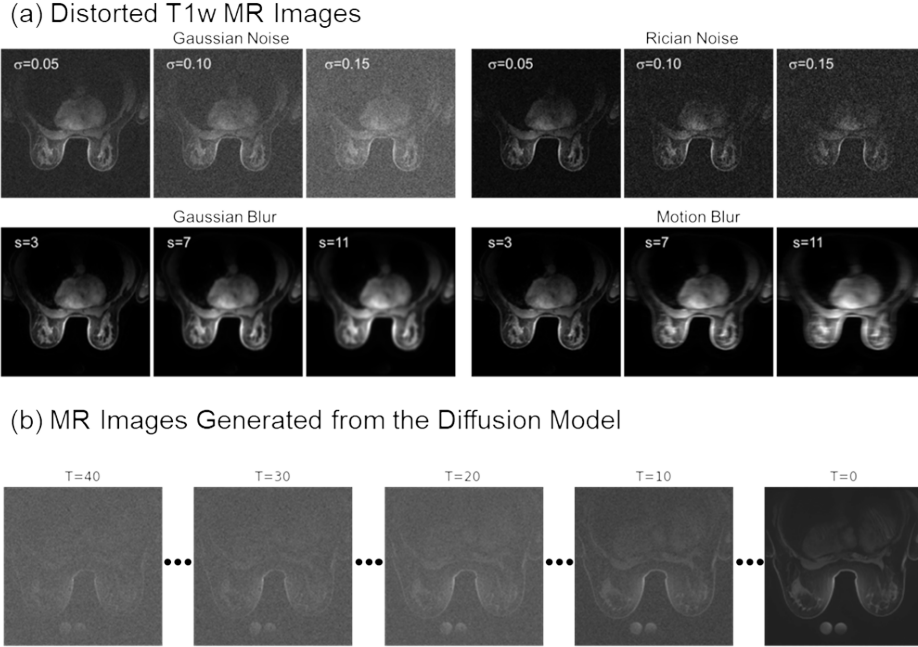 (a) Distorted T1w MR Images
Gaussian Noise
Rician Noise
σ=0.05
σ=0.10
σ=0.15
σ=0.05
σ=0.10
σ=0.15
Gaussian Blur
Motion Blur
s=3
s=7
s=11
s=3
s=7
s=11
(b) MR Images Generated from the Diffusion Model
T=40
T=30
T=20
T=10
T=0